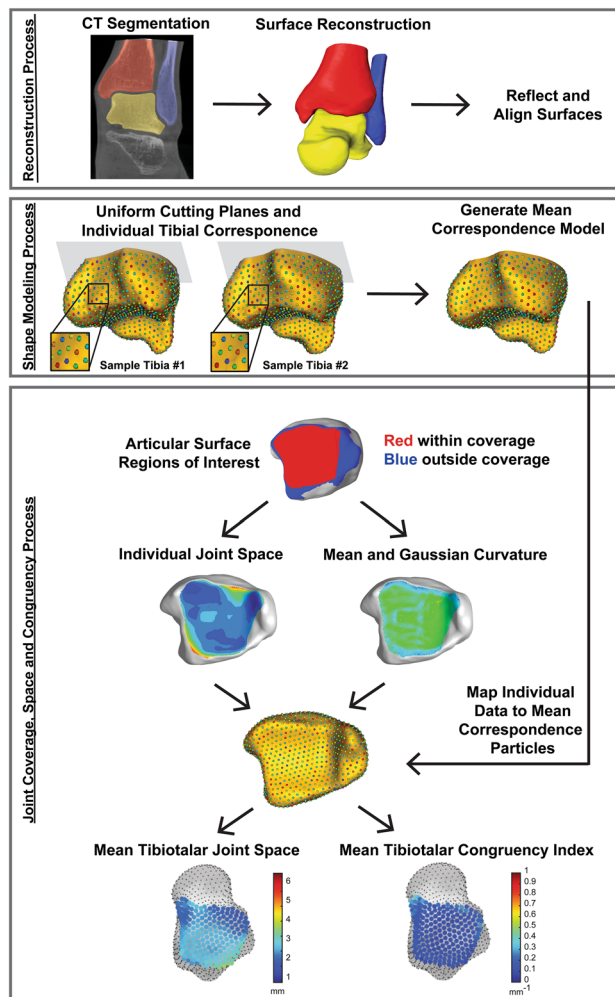 Reconstruction Process
CT Segmentation
Surface Reconstruction
Reflect and
Align Surfaces
Shape Modeling Process
Uniform Cutting Planes and
Individual Tibial Corresponence
Generate Mean
Correspondence Model
Sample Tibia #1
Sample Tibia #2
Joint Coverage, Space and Congruency Process
Articular Surface
Regions of Interest
Red within coverage
Blue outside coverage
Individual Joint Space
Mean and Gaussian Curvature
Map Individual
Data to Mean
Correspondence
Particles
Mean Tibiotalar Joint Space
6
5
4
3
2
1
mm
Mean Tibiotalar Congruency Index
1
0.9
0.8
0.7
0.6
0.5
0.4
0.3
0.2
0.1
0
mm-1